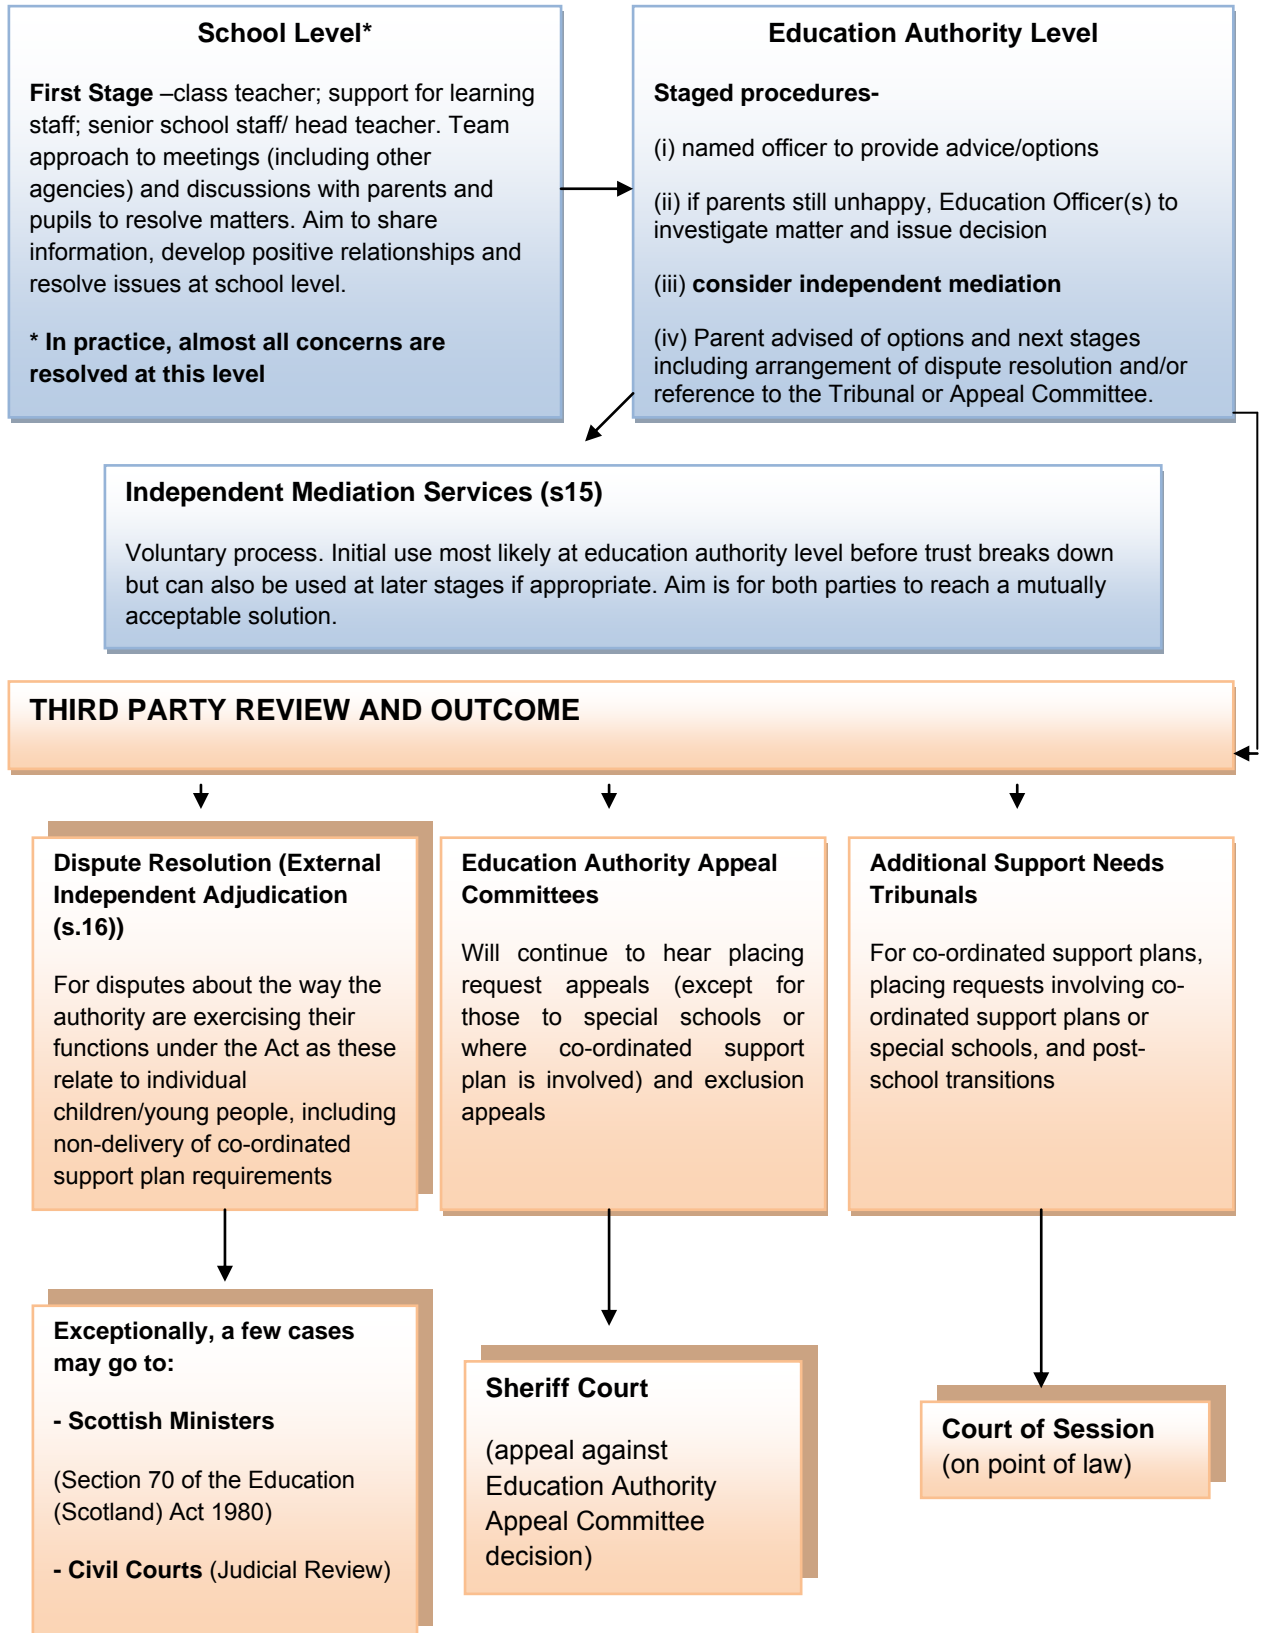 School Level*
First Stage –class teacher; support for learning
staff; senior school staff/ head teacher. Team
approach to meetings (including other
agencies) and discussions with parents and
pupils to resolve matters. Aim to share
information, develop positive relationships and
resolve issues at school level.
* In practice, almost all concerns are
resolved at this level
Education Authority Level
Staged procedures-
(i) named officer to provide advice/options
(ii) if parents still unhappy, Education Officer(s) to
investigate matter and issue decision
(iii) consider independent mediation
(iv) Parent advised of options and next stages
including arrangement of dispute resolution and/or
reference to the Tribunal or Appeal Committee.
Independent Mediation Services (s15)
Voluntary process. Initial use most likely at education authority level before trust breaks down
but can also be used at later stages if appropriate. Aim is for both parties to reach a mutually
acceptable solution.
THIRD PARTY REVIEW AND OUTCOME
Dispute Resolution (External
Independent Adjudication
(s.16))
For disputes about the way the
authority are exercising their
functions under the Act as these
relate to individual
children/young people, including
non-delivery of co-ordinated
support plan requirements
Education Authority Appeal
Committees
Will continue to hear placing
request appeals (except for
those to special schools or
where co-ordinated support
plan is involved) and exclusion
appeals
Additional Support Needs
Tribunals
For co-ordinated support plans,
placing requests involving co-
ordinated support plans or
special schools, and post-
school transitions
Exceptionally, a few cases
may go to:
- Scottish Ministers
(Section 70 of the Education
(Scotland) Act 1980)
- Civil Courts (Judicial Review)
Sheriff Court
(appeal against
Education Authority
Appeal Committee
decision)
Court of Session
(on point of law)